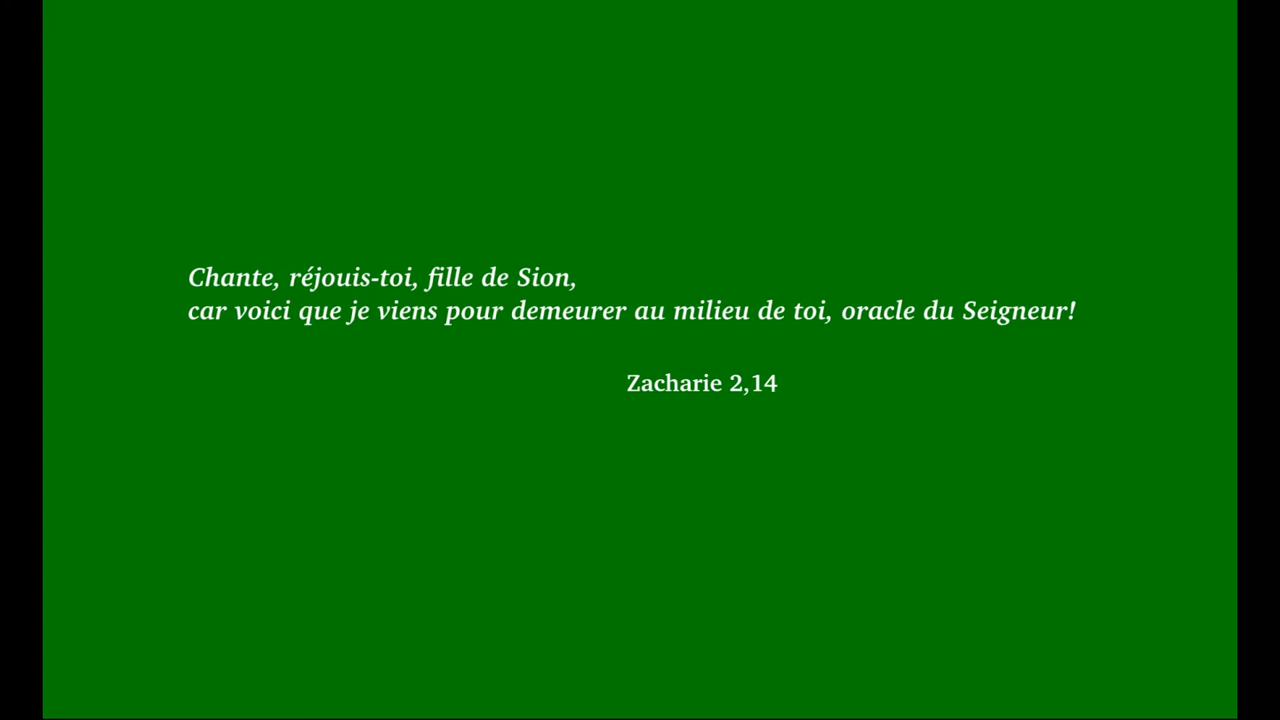 Chante, réjouis-toi, fille de Sion,
car voici que je viens pour demeurer au milieu de toi, oracle du Seigneur!
Zacharie 2,14